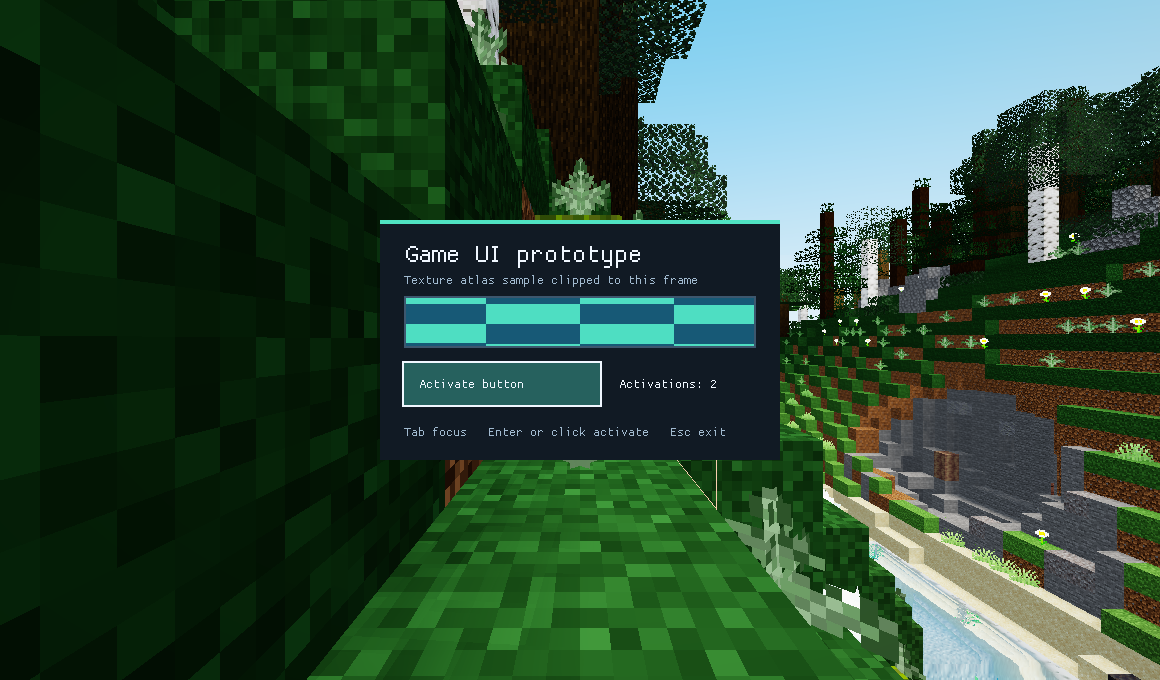 Game UI prototype
Texture atlas sample clipped to this frame
Activate button
Activations: 2
Tab focus   Enter or click activate   Esc exit